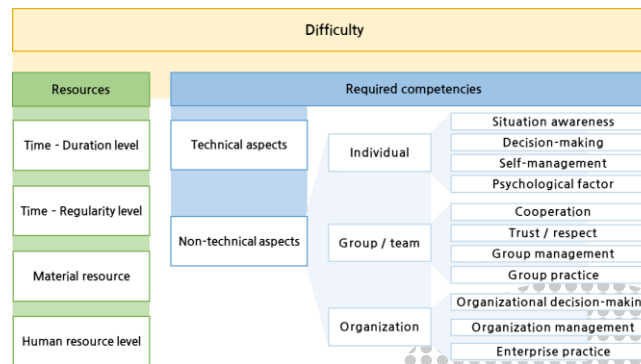 Difficulty
Resources
Required competencies
Time - Duration level
Time - Regularity level
Material resource
Human resource level
Technical aspects
Non-technical aspects
Individual
Situation awareness
Decision-making
Self-management
Psychological factor
Group / team
Cooperation
Trust / respect
Group management
Group practice
Organization
Organizational decision-making
Organization management
Enterprise practice